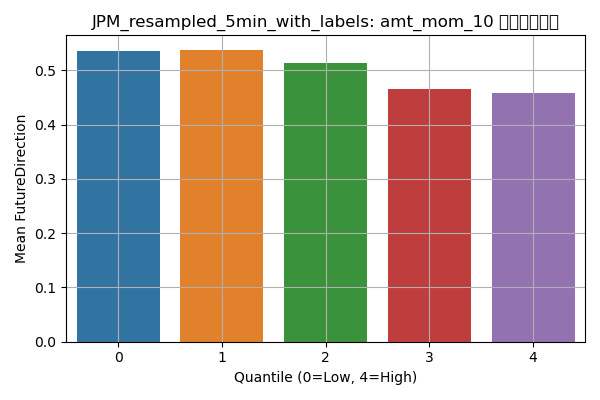 JPM_resampled_5min_with_labels: amt_mom_10
0.5
0.4
0.3
0.2
0.1
0.0
Mean FutureDirection
0 1 2 3 4
Quantile (0=Low, 4=High)